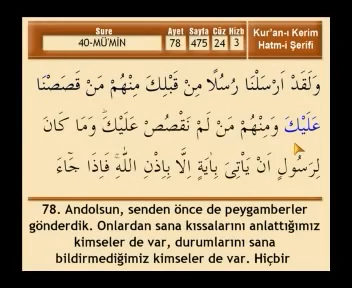 Sure Ayet Sayfa Cüz Hizb
40-MÜ'MİN 78 475 24 3
Kur'an-ı Kerim
Hatm-i Şerifi
وَلَقَدْ اَرْسَلْنَا رُسُلًا مِنْ قَبْلِكَ مِنْهُمْ مَنْ قَصَصْنَا
عَلَيْكَ وَمِنْهُمْ مَنْ لَمْ نَقْصُصْ عَلَيْكَۜ وَمَا كَانَ
لِرَسُولٍ اَنْ يَأْتِىَ بِاٰيَةٍ اِلَّا بِاِذْنِ اللّٰهِۚ فَاِذَا جَٓاءَ
78. Andolsun, senden önce de peygamberler
gönderdik. Onlardan sana kıssalarını anlattığımız
kimseler de var, durumlarını sana
bildirmediğimiz kimseler de var. Hiçbir